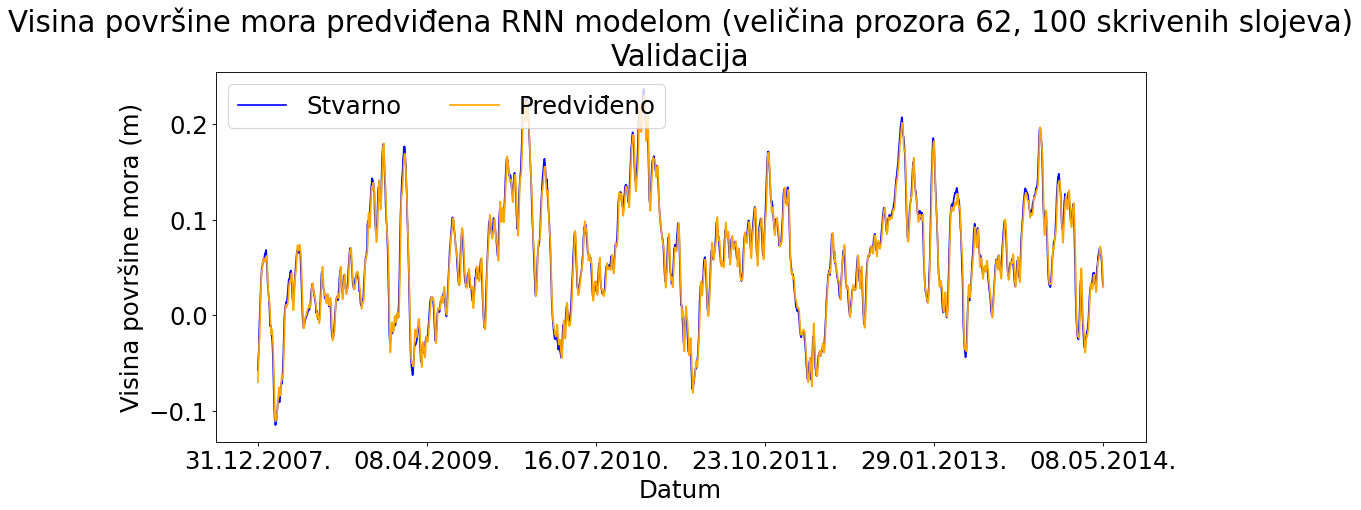 Visina površine mora predviđena RNN modelom (veličina prozora 62, 100 skrivenih slojeva)
Validacija
Stvarno
Predviđeno
Visina površine mora (m)
0.2
0.1
0.0
−0.1
31.12.2007.
08.04.2009.
16.07.2010.
23.10.2011.
29.01.2013.
08.05.2014.
Datum